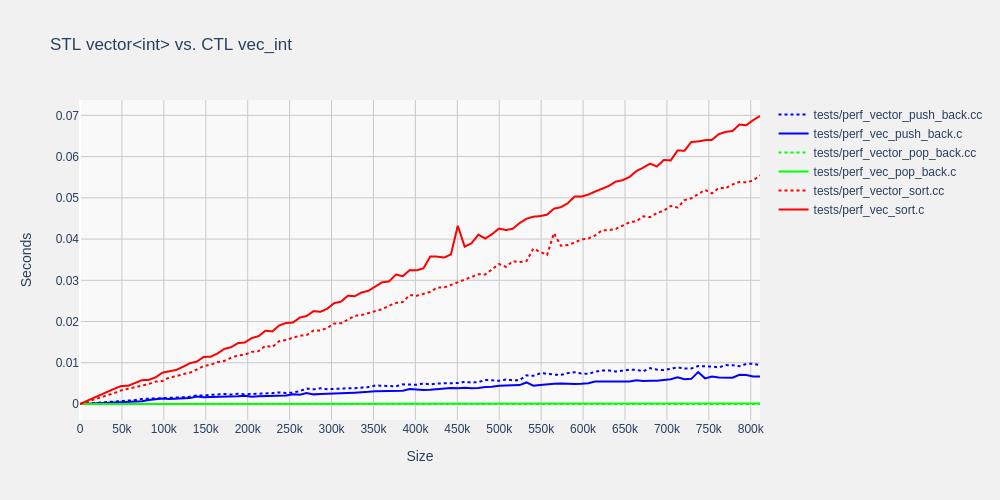 STL vector<int> vs. CTL vec_int
0.07
0.06
0.05
0.04
0.03
0.02
0.01
0
Seconds
0 50k 100k 150k 200k 250k 300k 350k 400k 450k 500k 550k 600k 650k 700k 750k 800k
Size
tests/perf_vector_push_back.cc
tests/perf_vec_push_back.c
tests/perf_vector_pop_back.cc
tests/perf_vec_pop_back.c
tests/perf_vector_sort.cc
tests/perf_vec_sort.c